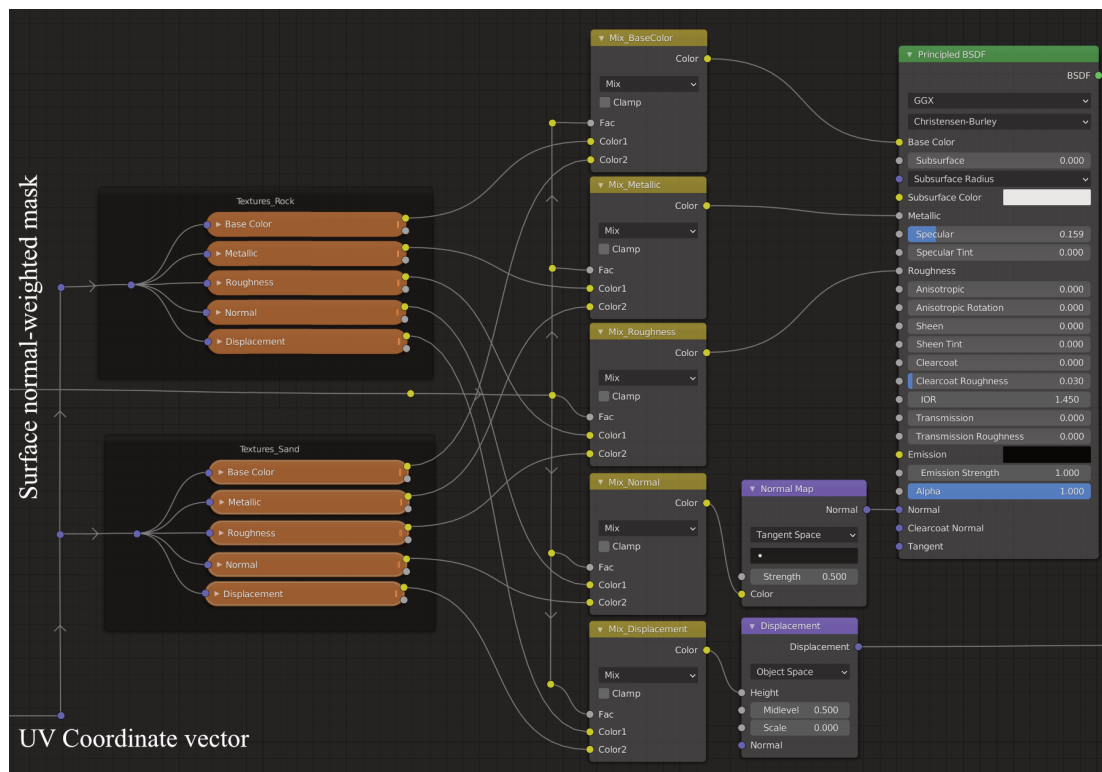 Surface normal-weighted mask
UV Coordinate vector
Textures_Rock
Base Color
Metallic
Roughness
Normal
Displacement
Textures_Sand
Base Color
Metallic
Roughness
Normal
Displacement
Mix_BaseColor
Color
Mix
Clamp
Fac
Color1
Color2
Mix_Metallic
Color
Mix
Clamp
Fac
Color1
Color2
Mix_Roughness
Color
Mix
Clamp
Fac
Color1
Color2
Mix_Normal
Color
Mix
Clamp
Fac
Color1
Color2
Mix_Displacement
Color
Mix
Clamp
Fac
Color1
Color2
Normal Map
Normal
Tangent Space
Strength 0.500
Color
Displacement
Displacement
Object Space
Height
Midlevel 0.500
Scale 0.000
Normal
Principled BSDF
BSDF
GGX
Christensen-Burley
Base Color
Subsurface 0.000
Subsurface Radius
Subsurface Color
Metallic
Specular 0.159
Specular Tint 0.000
Roughness
Anisotropic 0.000
Anisotropic Rotation 0.000
Sheen 0.000
Sheen Tint 0.000
Clearcoat 0.000
Clearcoat Roughness 0.030
IOR 1.450
Transmission 0.000
Transmission Roughness 0.000
Emission
Emission Strength 1.000
Alpha 1.000
Normal
Clearcoat Normal
Tangent